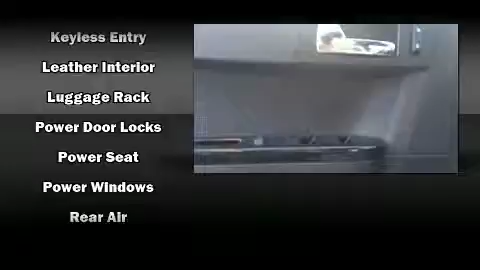 Keyless Entry
Leather Interior
Luggage Rack
Power Door Locks
Power Seat
Power Windows
Rear Air